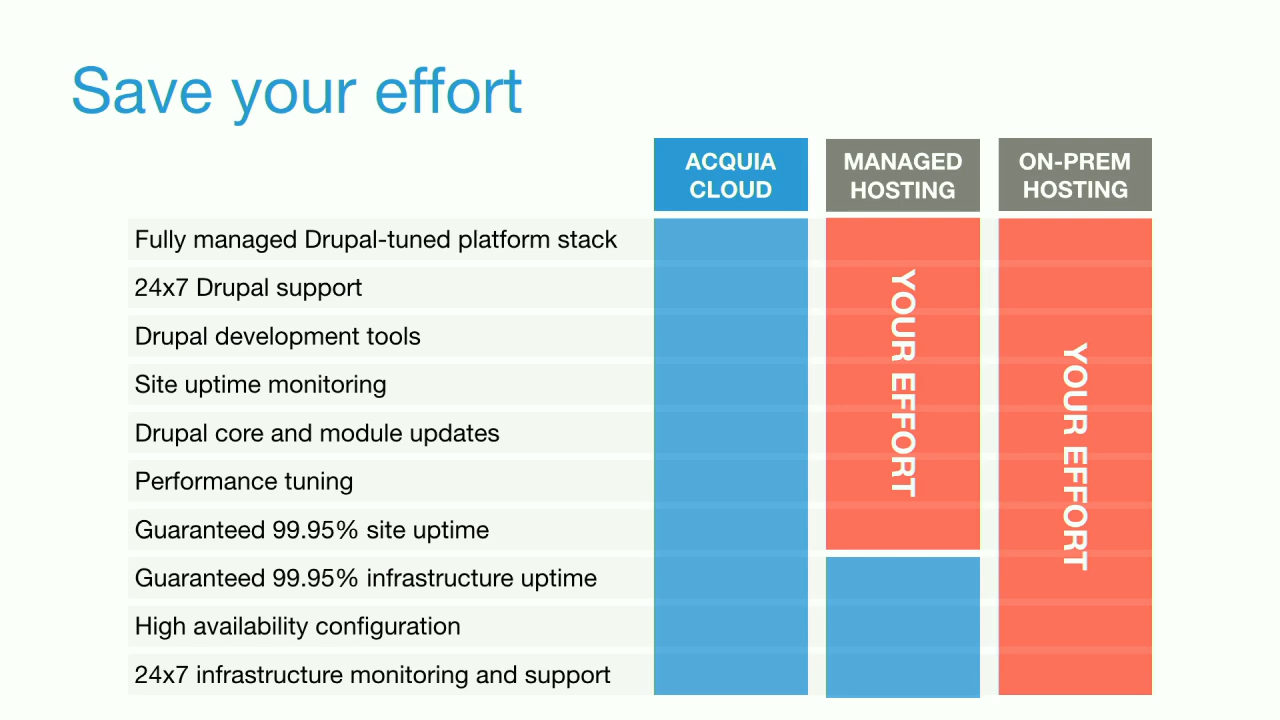 Save your effort
ACQUIA
CLOUD
MANAGED
HOSTING
ON-PREM
HOSTING
Fully managed Drupal-tuned platform stack
24x7 Drupal support
Drupal development tools
Site uptime monitoring
Drupal core and module updates
Performance tuning
Guaranteed 99.95% site uptime
Guaranteed 99.95% infrastructure uptime
High availability configuration
24x7 infrastructure monitoring and support
YOUR EFFORT
YOUR EFFORT